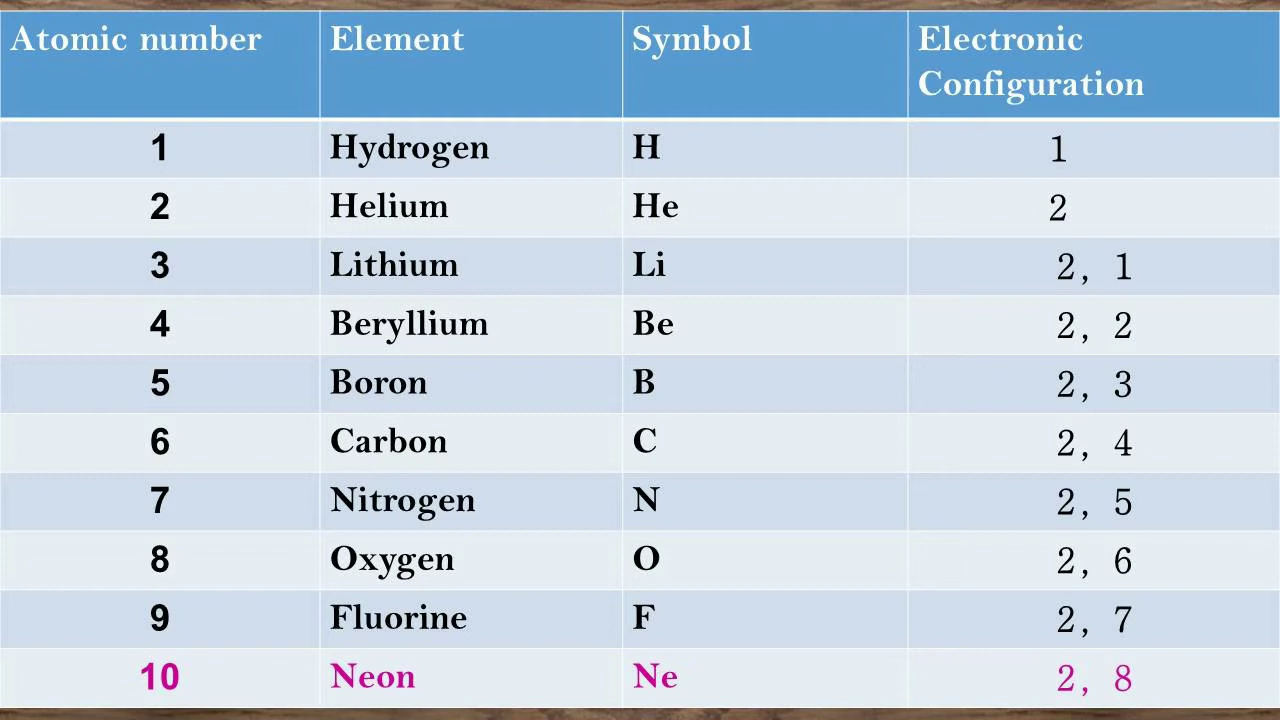 Atomic number Element Symbol Electronic
Configuration
1 Hydrogen H 1
2 Helium He 2
3 Lithium Li 2, 1
4 Beryllium Be 2, 2
5 Boron B 2, 3
6 Carbon C 2, 4
7 Nitrogen N 2, 5
8 Oxygen O 2, 6
9 Fluorine F 2, 7
10 Neon Ne 2, 8